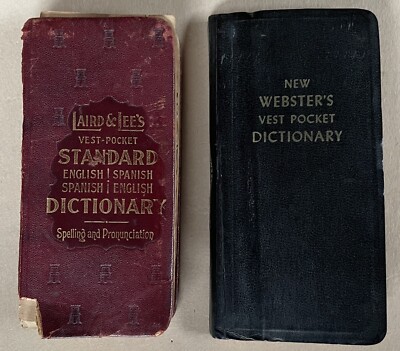 LAIRD & LEE'S
VEST-POCKET
STANDARD
ENGLISH SPANISH
SPANISH ENGLISH
DICTIONARY
Spelling and Pronunciation
NEW
WEBSTER'S
VEST POCKET
DICTIONARY